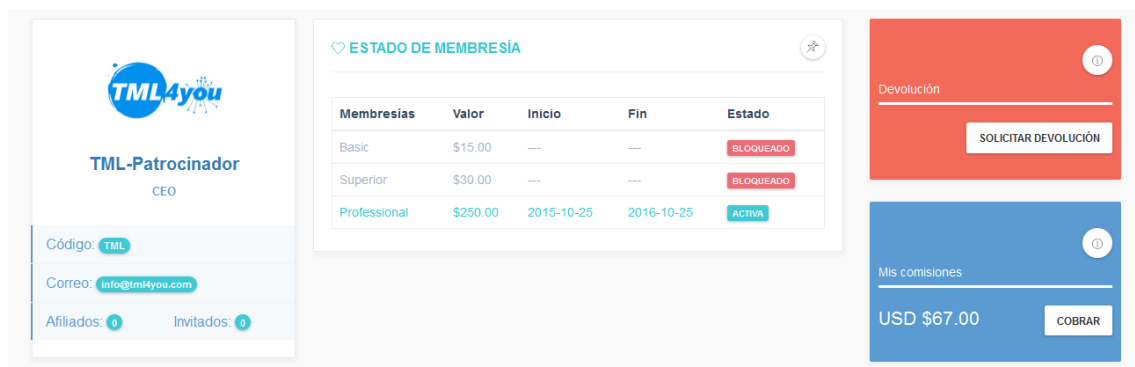 TML4you
TML-Patrocinador
CEO
Código: TML
Correo: info@tml4you.com
Afiliados: 0 Invitados: 0
ESTADO DE MEMBRESÍA
Membresías Valor Inicio Fin Estado
Basic $15.00 --- --- BLOQUEADO
Superior $30.00 --- --- BLOQUEADO
Professional $250.00 2015-10-25 2016-10-25 ACTIVA
Devolución
SOLICITAR DEVOLUCIÓN
Mis comisiones
USD $67.00 COBRAR